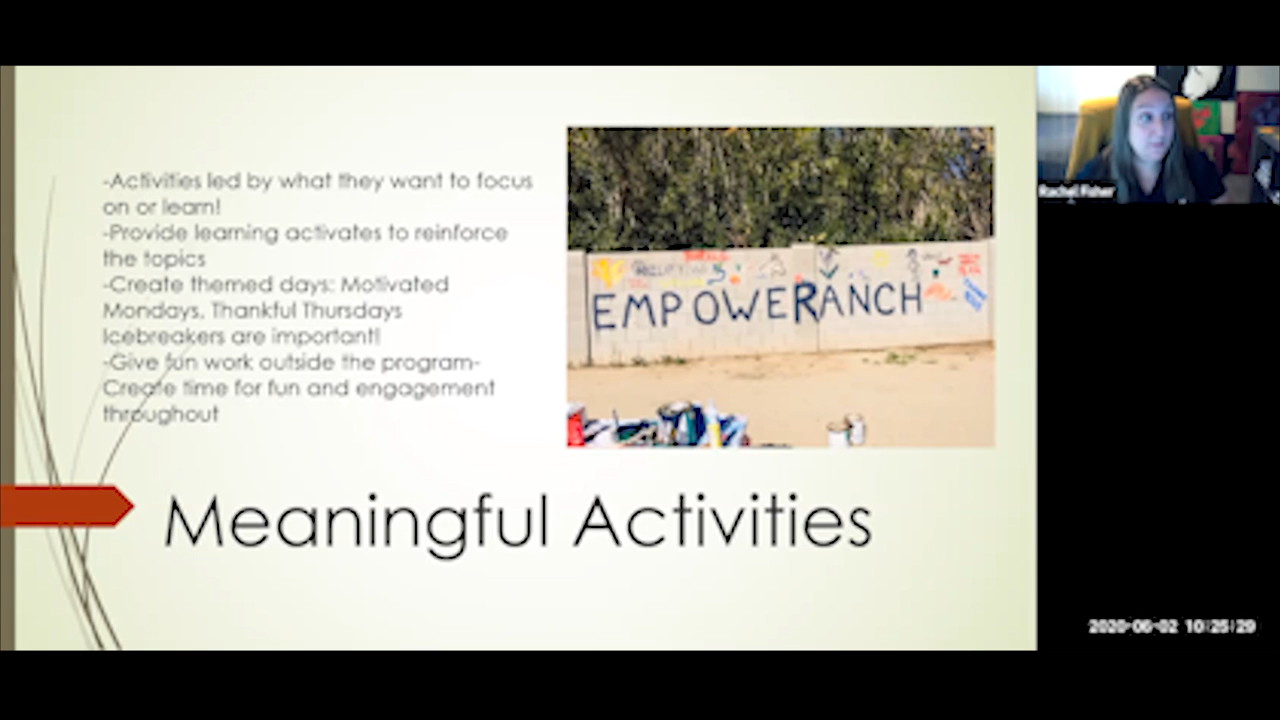 -Activities led by what they want to focus
on or learn!
-Provide learning activates to reinforce
the topics
-Create themed days: Motivated
Mondays, Thankful Thursdays
Icebreakers are important!
-Give fun work outside the program-
Create time for fun and engagement
throughout
EMPOWERANCH
Meaningful Activities
Rachel Fisher
2020-06-02 10:25:29